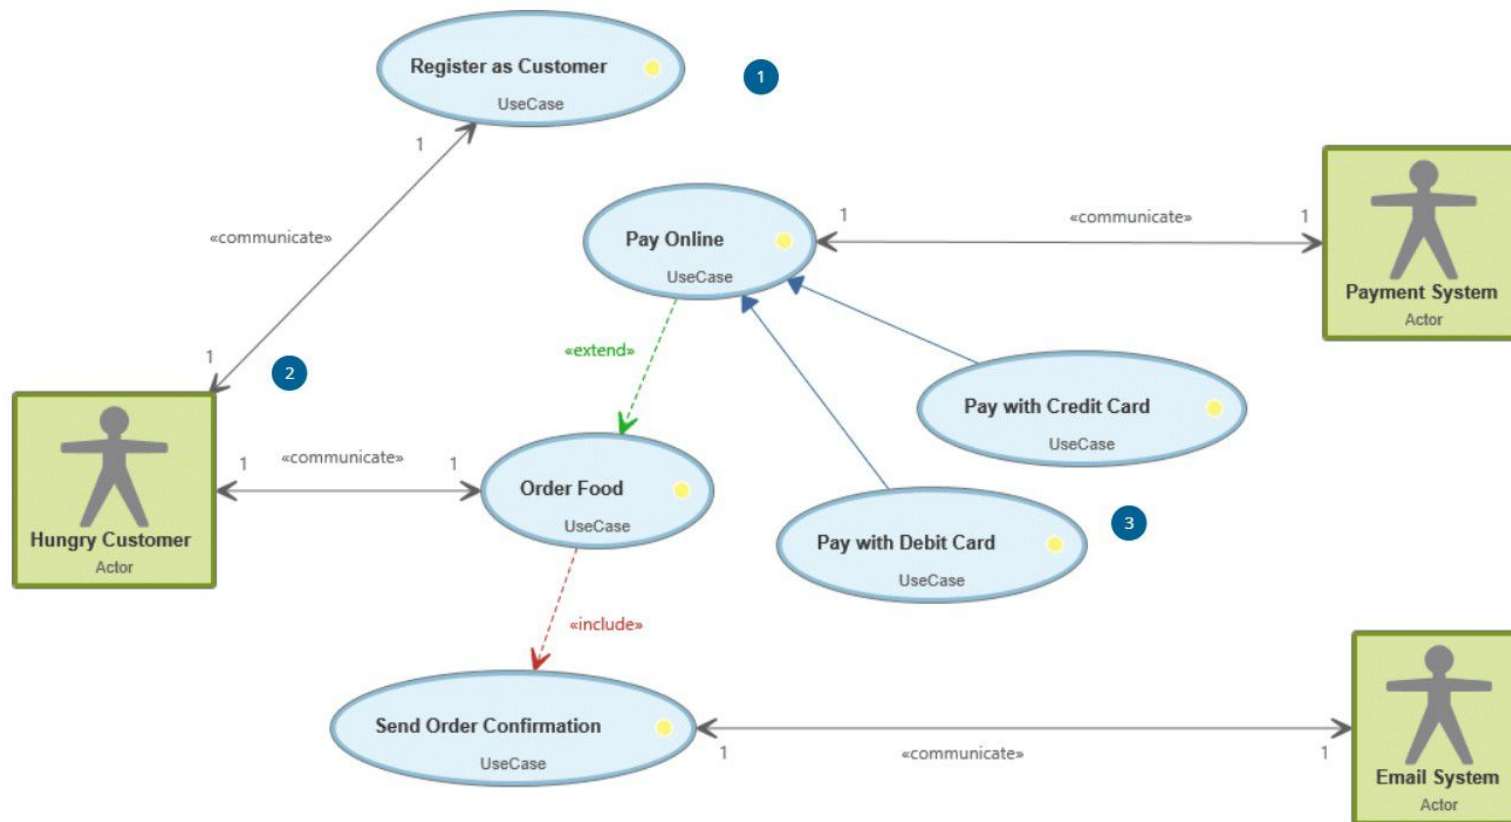 Register as Customer
UseCase
1
1
«communicate»
1
2
Hungry Customer
Actor
1
«communicate»
1
Pay Online
UseCase
1
«communicate»
1
Payment System
Actor
«extend»
Pay with Credit Card
UseCase
Order Food
UseCase
Pay with Debit Card
UseCase
3
«include»
Send Order Confirmation
UseCase
1
«communicate»
1
Email System
Actor